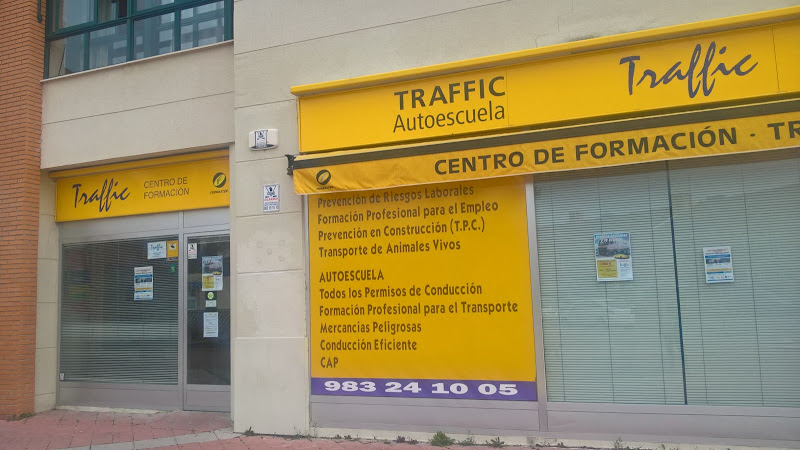 TRAFFIC
Autoescuela
Traffic
CENTRO DE FORMACIÓN - TR
Traffic
CENTRO DE
FORMACIÓN
Prevención de Riesgos Laborales
Formación Profesional para el Empleo
Prevención en Construcción (T.P.C.)
Transporte de Animales Vivos
AUTOESCUELA
Todos los Permisos de Conducción
Formación Profesional para el Transporte
Mercancías Peligrosas
Conducción Eficiente
CAP
983 24 10 05
Traffic